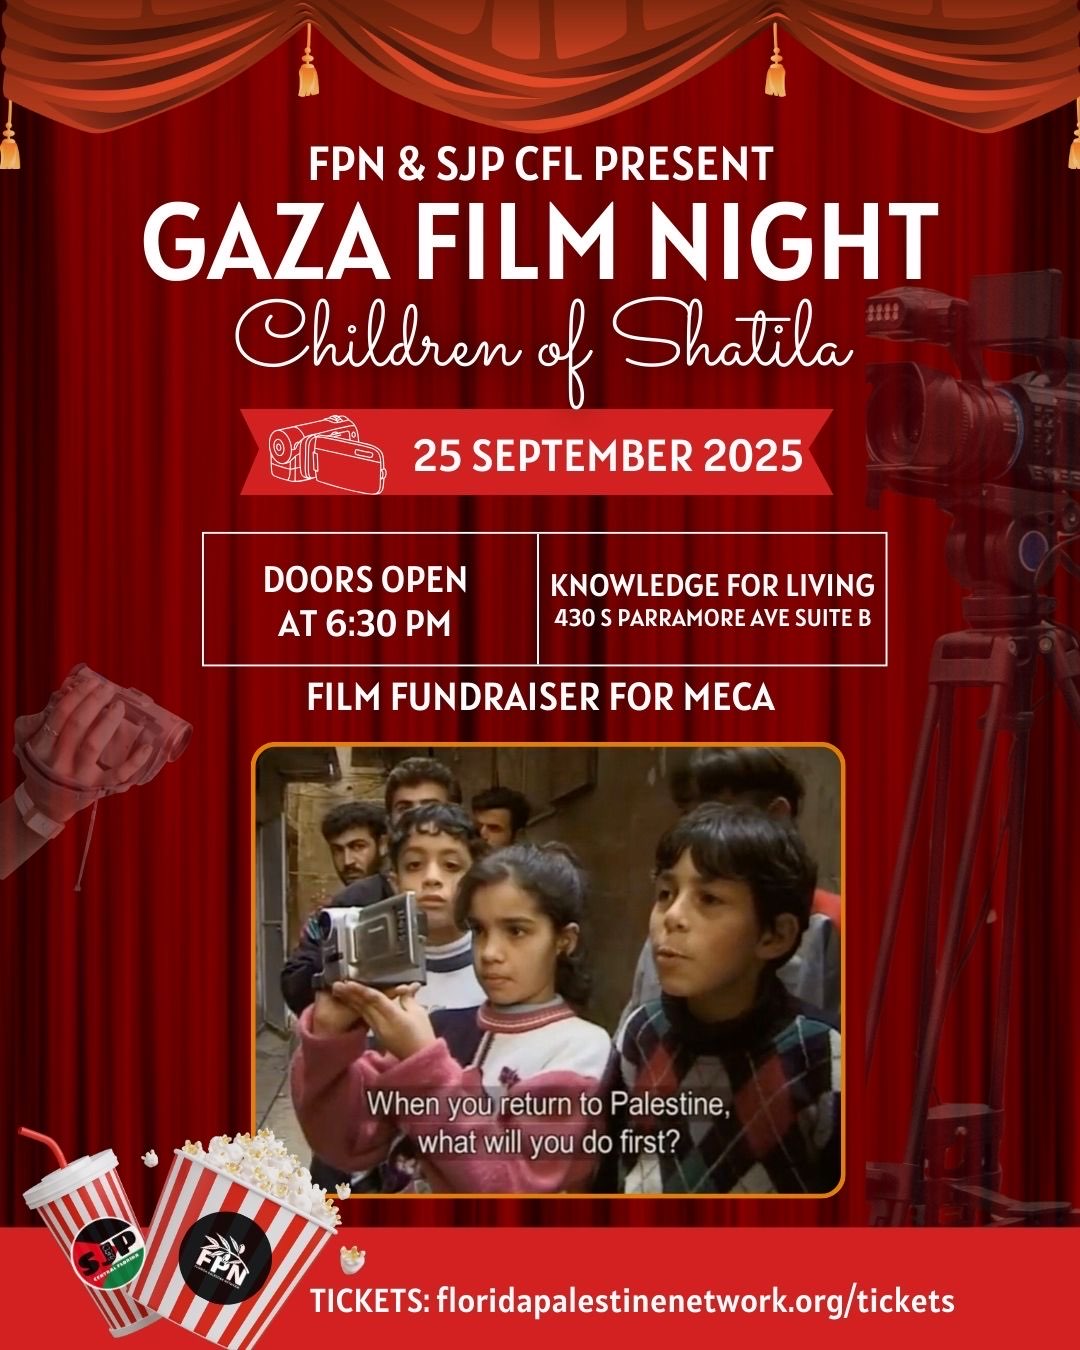 FPN & SJP CFL PRESENT
GAZA FILM NIGHT
Children of Shatila
25 SEPTEMBER 2025
DOORS OPEN
AT 6:30 PM
KNOWLEDGE FOR LIVING
430 S PARRAMORE AVE SUITE B
FILM FUNDRAISER FOR MECA
When you return to Palestine,
what will you do first?
SJP
CENTRAL FLORIDA
FPN
TICKETS: floridapalestinenetwork.org/tickets